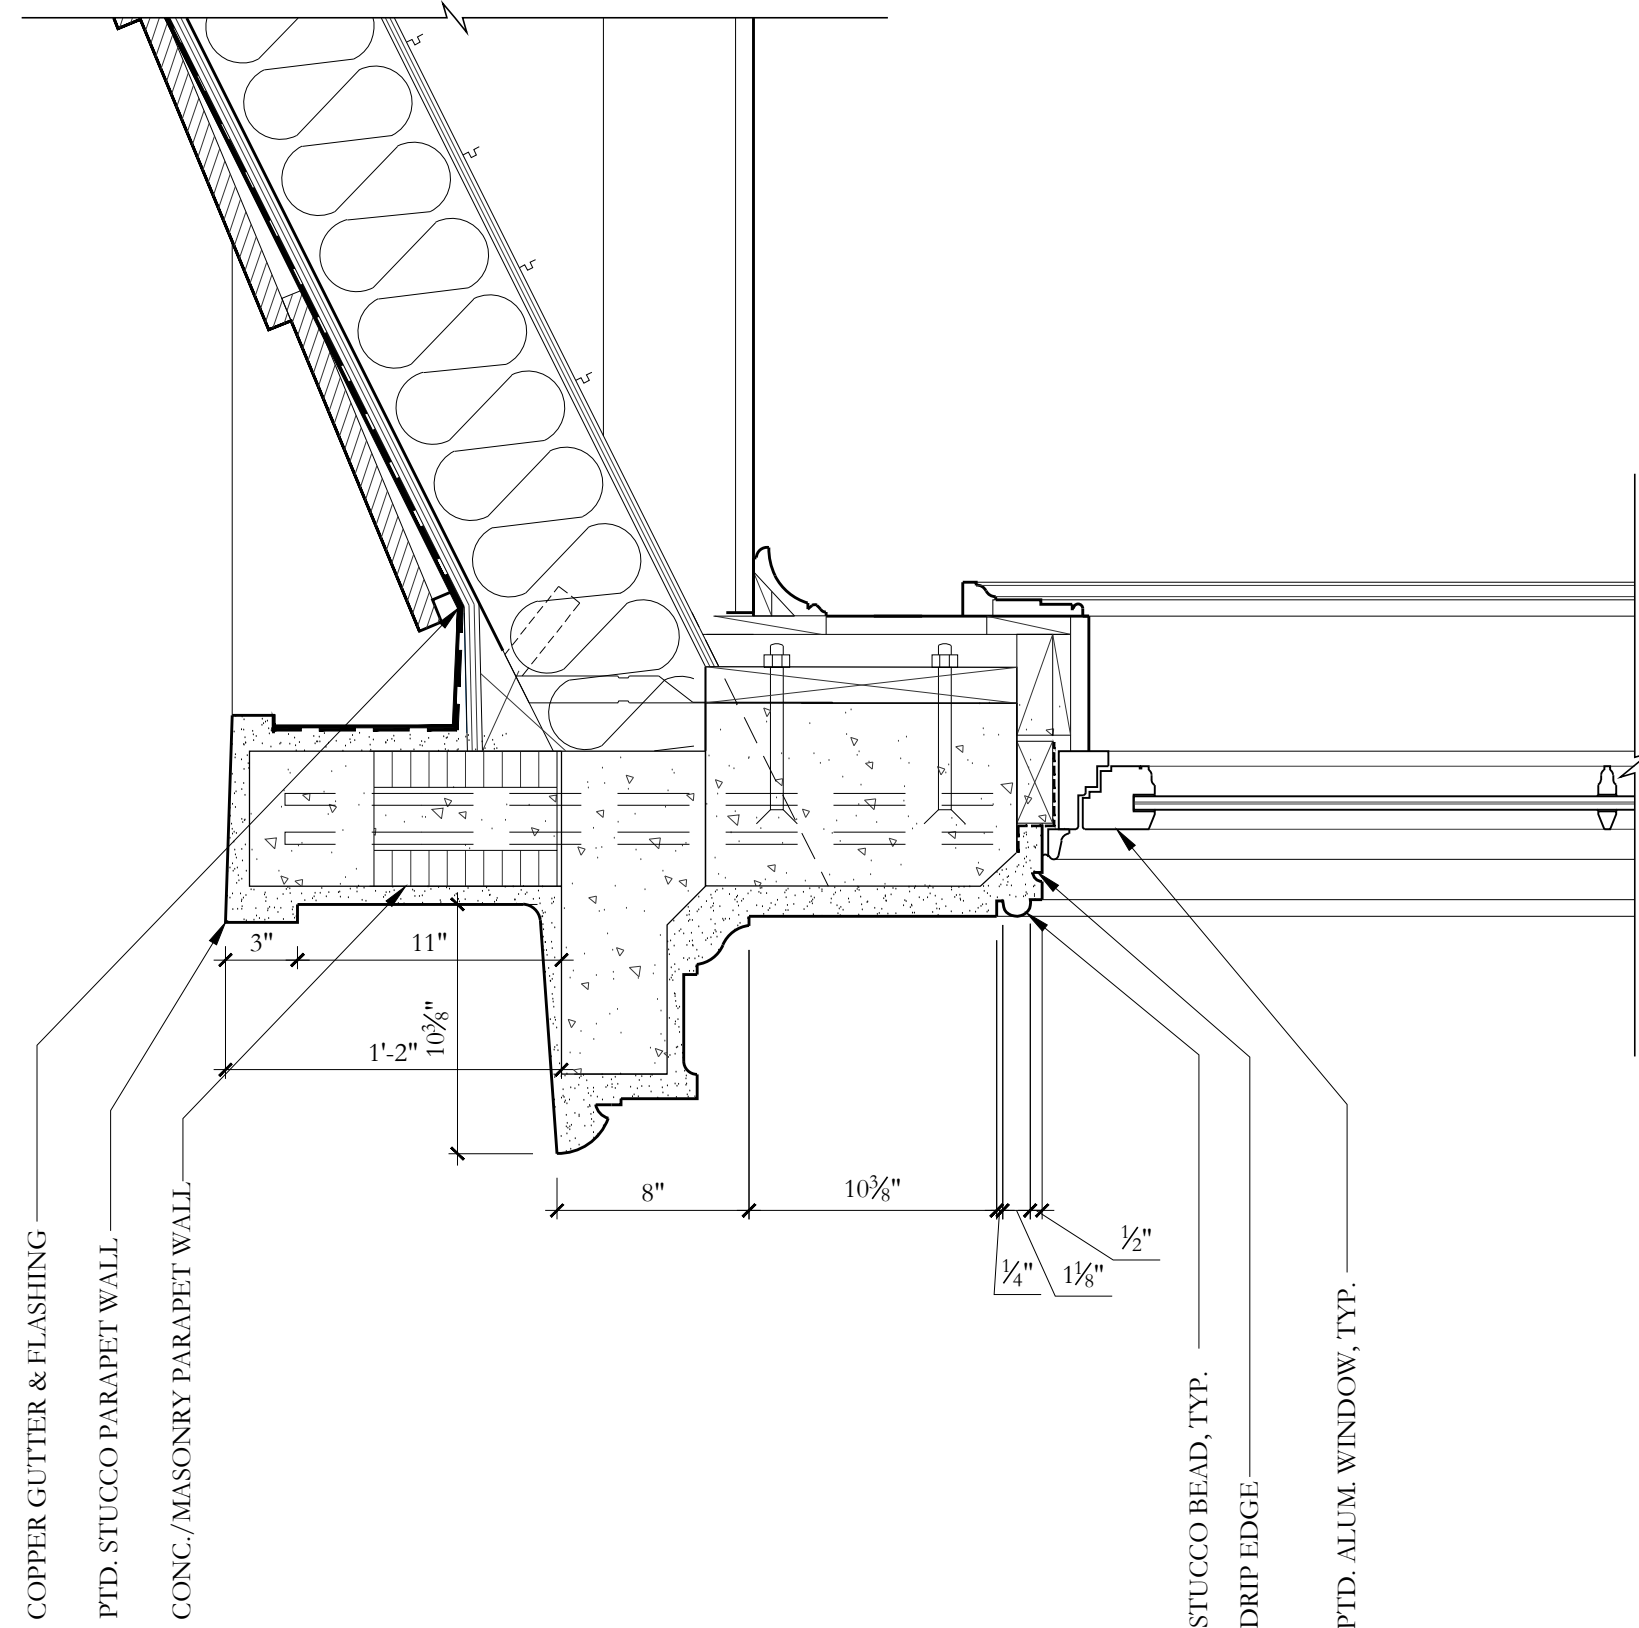 3"
11"
1'-2"
10⅜"
8"
10⅜"
½"
¼"
1⅛"
COPPER GUTTER & FLASHING
PTD. STUCCO PARAPET WALL
CONC./MASONRY PARAPET WALL
STUCCO BEAD, TYP.
DRIP EDGE
PTD. ALUM. WINDOW, TYP.